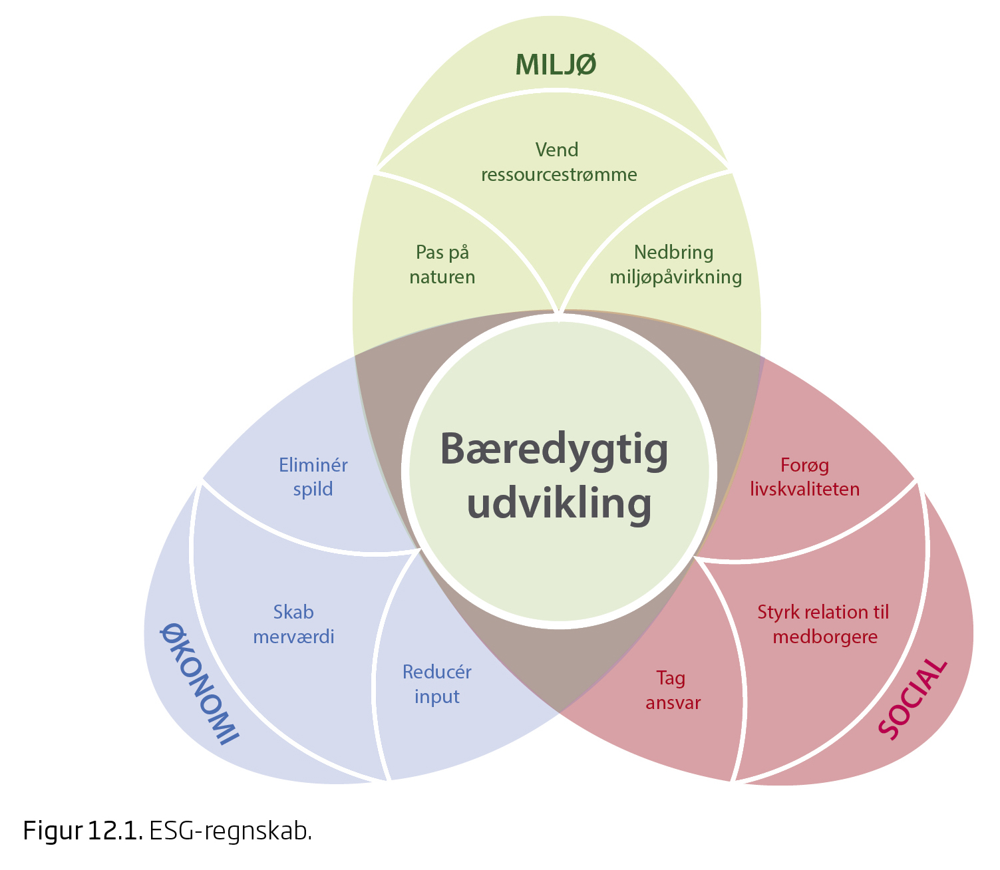 MILJØ
Vend
ressourcestrømme
Pas på
naturen
Nedbring
miljøpåvirkning
Bæredygtig
udvikling
Eliminér
spild
Skab
merværdi
Reducér
input
ØKONOMI
Forøg
livskvaliteten
Styrk relation til
medborgere
Tag
ansvar
SOCIAL
Figur 12.1. ESG-regnskab.